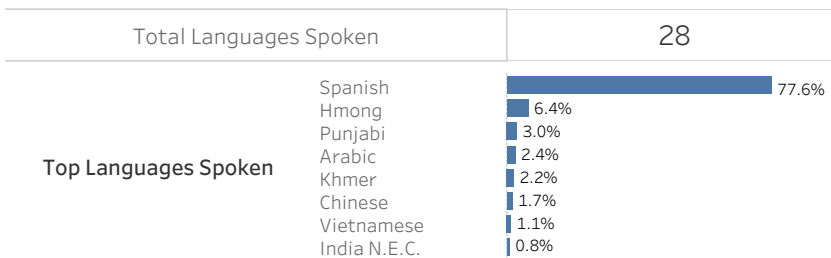 Total Languages Spoken 28
Spanish 77.6%
Hmong 6.4%
Punjabi 3.0%
Arabic 2.4%
Top Languages Spoken
Khmer 2.2%
Chinese 1.7%
Vietnamese 1.1%
India N.E.C. 0.8%